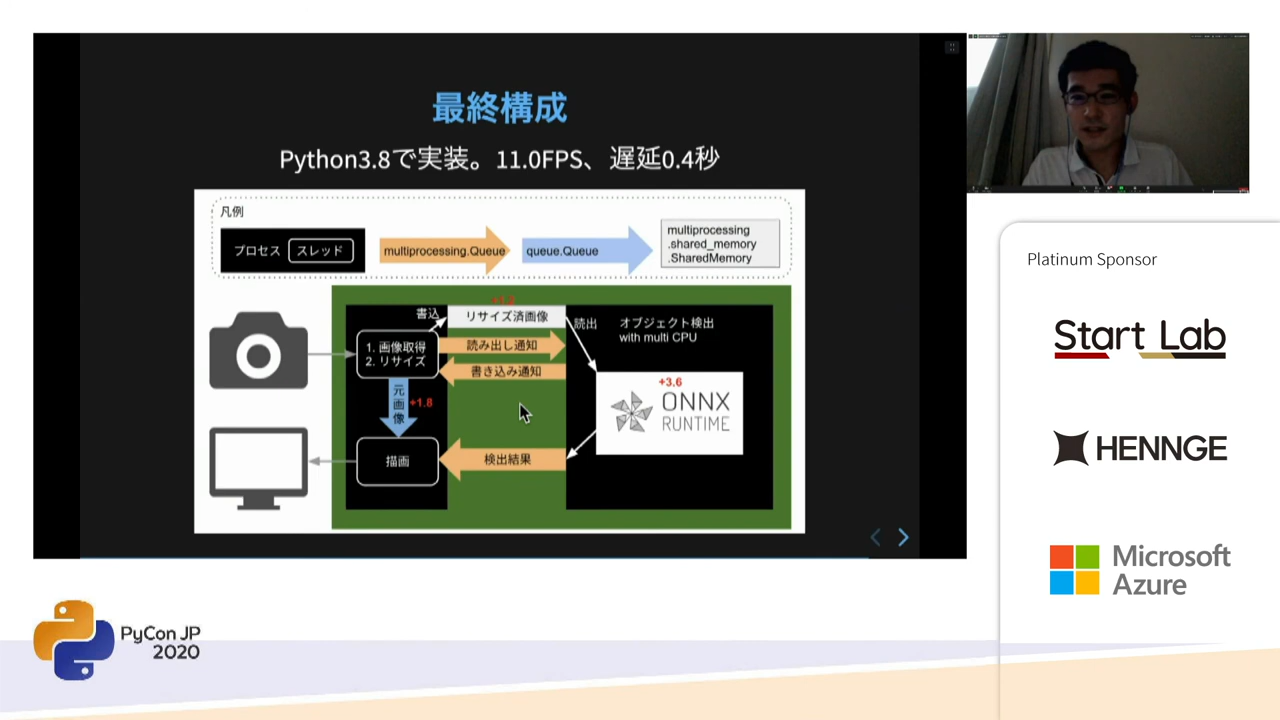 最終構成
Python3.8で実装。11.0FPS、遅延0.4秒
凡例
プロセス スレッド
multiprocessing.Queue
queue.Queue
multiprocessing
.shared_memory
.SharedMemory
書込
リサイズ済画像
読出
オブジェクト検出
with multi CPU
1. 画像取得
2. リサイズ
読み出し通知
書き込み通知
元画像
+1.8
+3.6
ONNX
RUNTIME
描画
検出結果
Platinum Sponsor
Start Lab
HENNGE
Microsoft
Azure
PyCon JP
2020